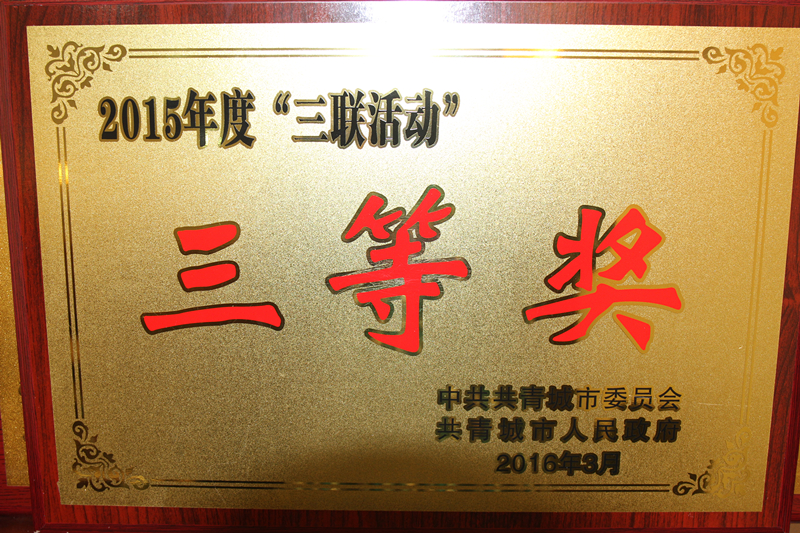 2015年度“三联活动”
三等奖
中共共青城市委员会
共青城市人民政府
2016年3月